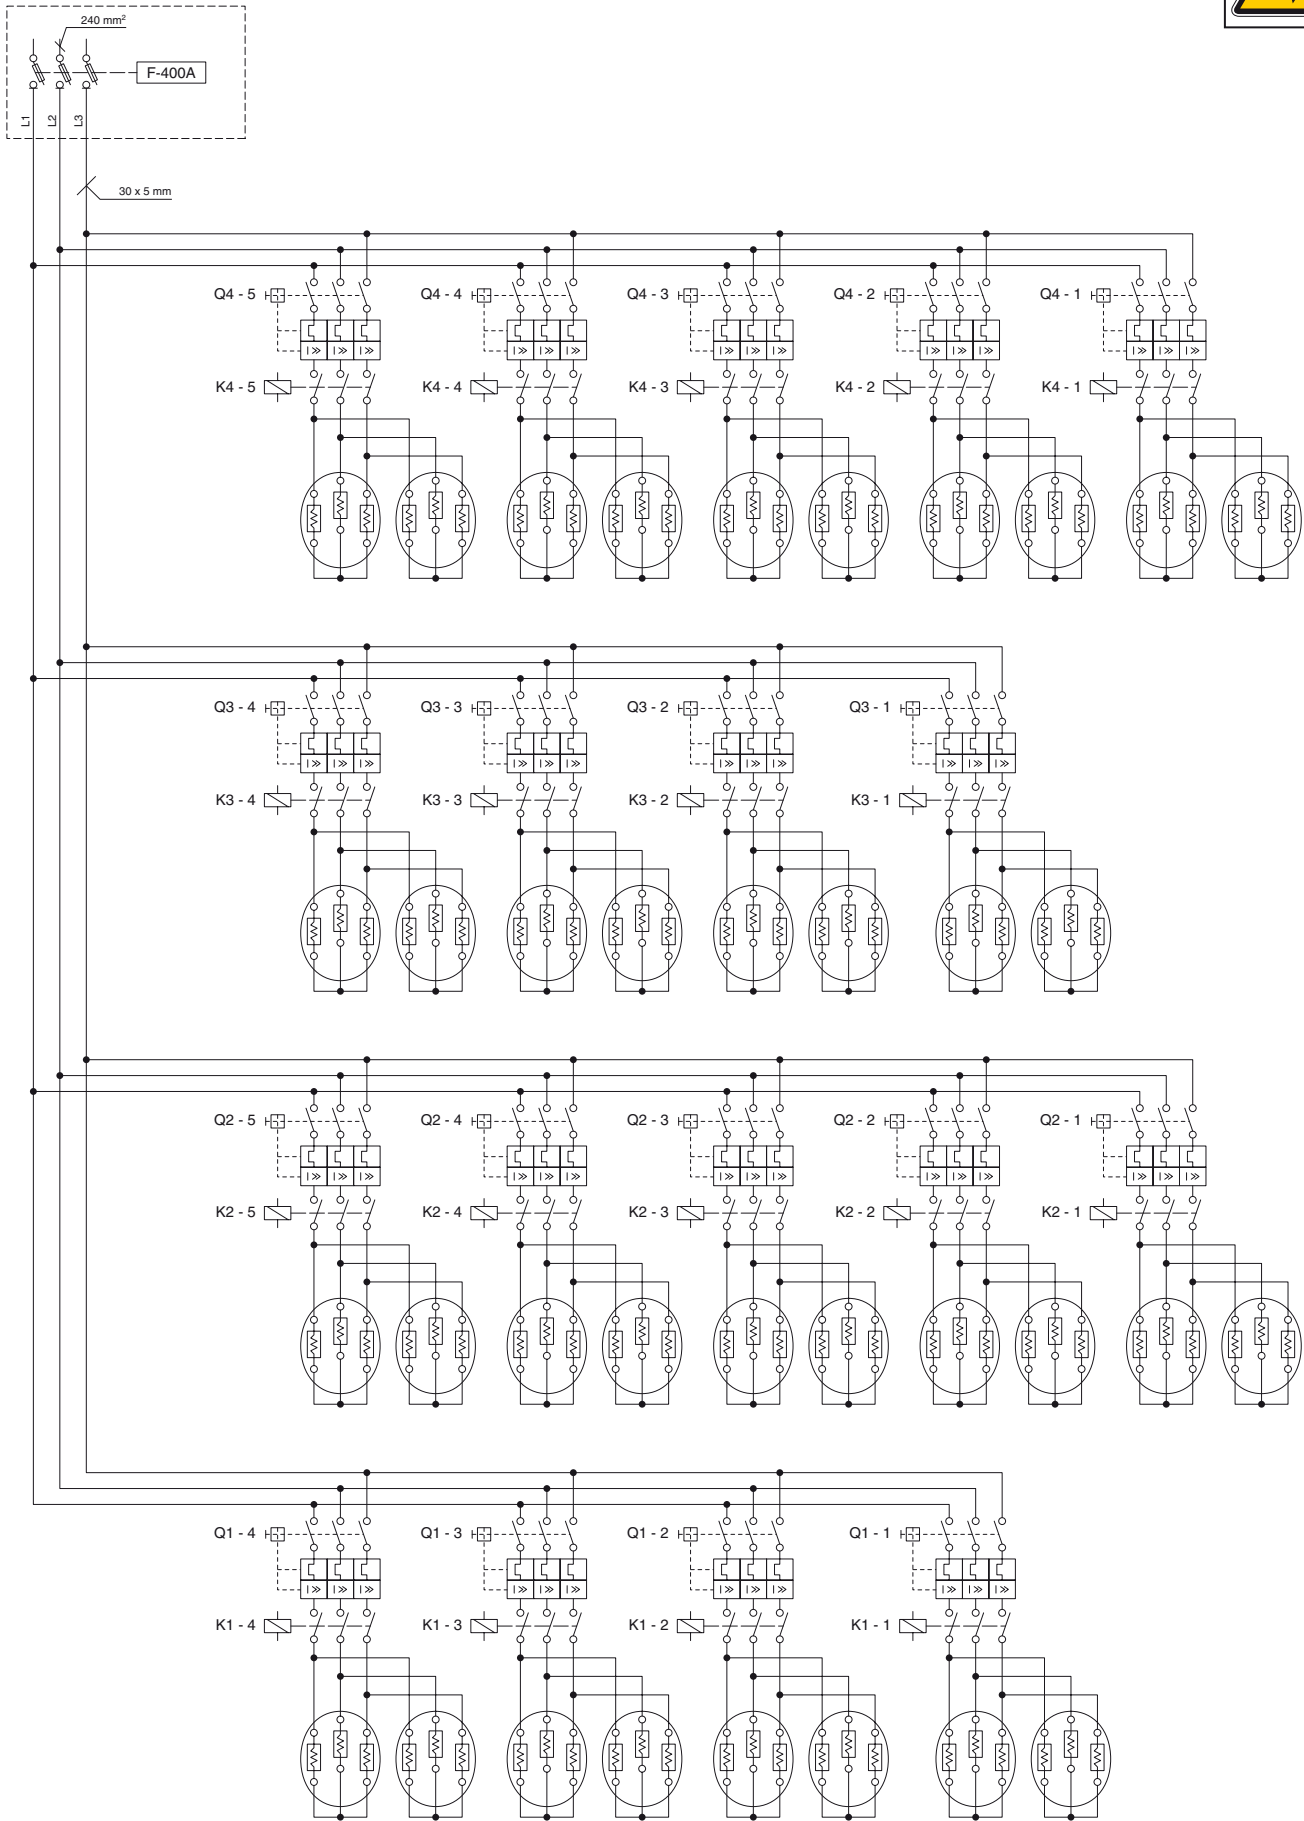 240 mm²
F-400A
L1
L2
L3
30 x 5 mm
Q4 - 5
Q4 - 4
Q4 - 3
Q4 - 2
Q4 - 1
I≫ I≫ I≫
I≫ I≫ I≫
I≫ I≫ I≫
I≫ I≫ I≫
I≫ I≫ I≫
K4 - 5
K4 - 4
K4 - 3
K4 - 2
K4 - 1
Q3 - 4
Q3 - 3
Q3 - 2
Q3 - 1
I≫ I≫ I≫
I≫ I≫ I≫
I≫ I≫ I≫
I≫ I≫ I≫
K3 - 4
K3 - 3
K3 - 2
K3 - 1
Q2 - 5
Q2 - 4
Q2 - 3
Q2 - 2
Q2 - 1
I≫ I≫ I≫
I≫ I≫ I≫
I≫ I≫ I≫
I≫ I≫ I≫
I≫ I≫ I≫
K2 - 5
K2 - 4
K2 - 3
K2 - 2
K2 - 1
Q1 - 4
Q1 - 3
Q1 - 2
Q1 - 1
I≫ I≫ I≫
I≫ I≫ I≫
I≫ I≫ I≫
I≫ I≫ I≫
K1 - 4
K1 - 3
K1 - 2
K1 - 1